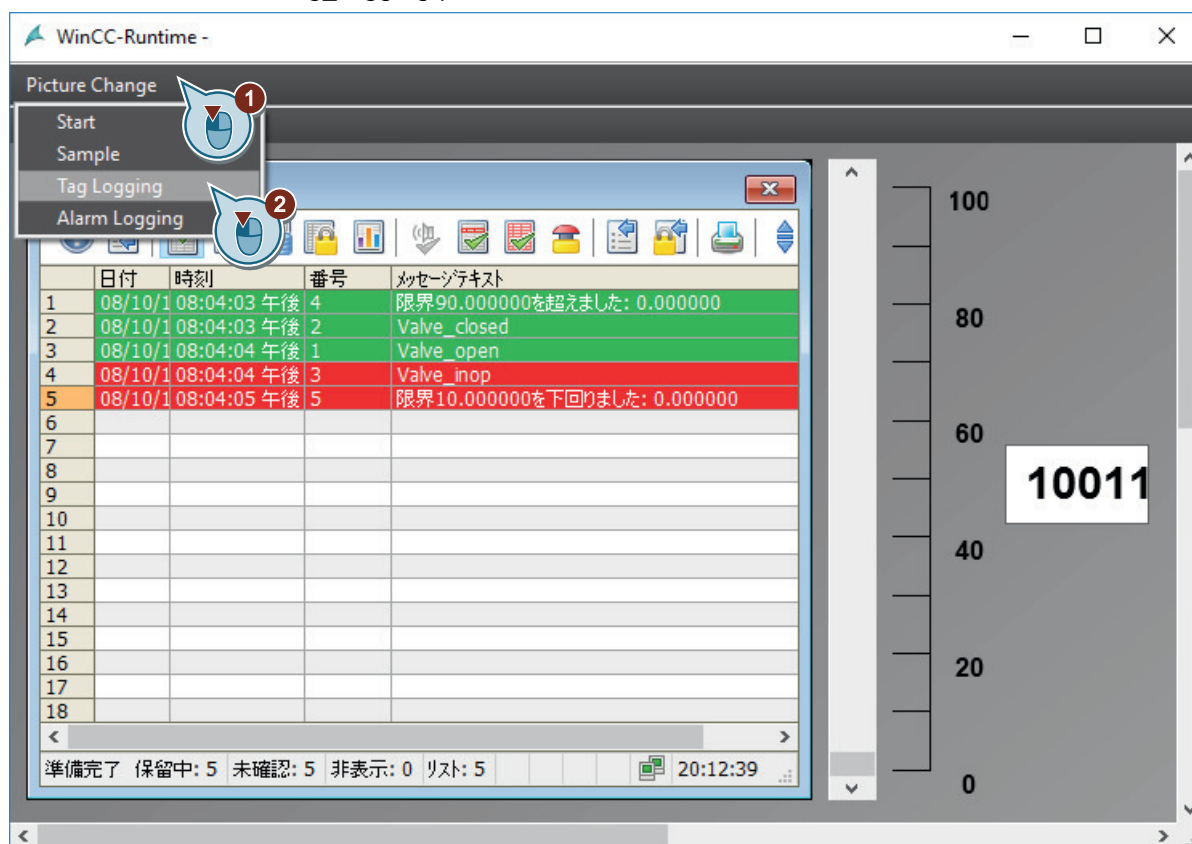 WinCC-Runtime -
Picture Change
1
Start
Sample
Tag Logging
2
Alarm Logging
日付 時刻 番号 メッセージテキスト
1 08/10/1 08:04:03 午後 4 限界90.000000を超えました: 0.000000
2 08/10/1 08:04:03 午後 2 Valve_closed
3 08/10/1 08:04:04 午後 1 Valve_open
4 08/10/1 08:04:04 午後 3 Valve_inop
5 08/10/1 08:04:05 午後 5 限界10.000000を下回りました: 0.000000
6
7
8
9
10
11
12
13
14
15
16
17
18
準備完了 保留中: 5 未確認: 5 非表示: 0 リスト: 5 20:12:39
100
80
60
40
20
0
10011